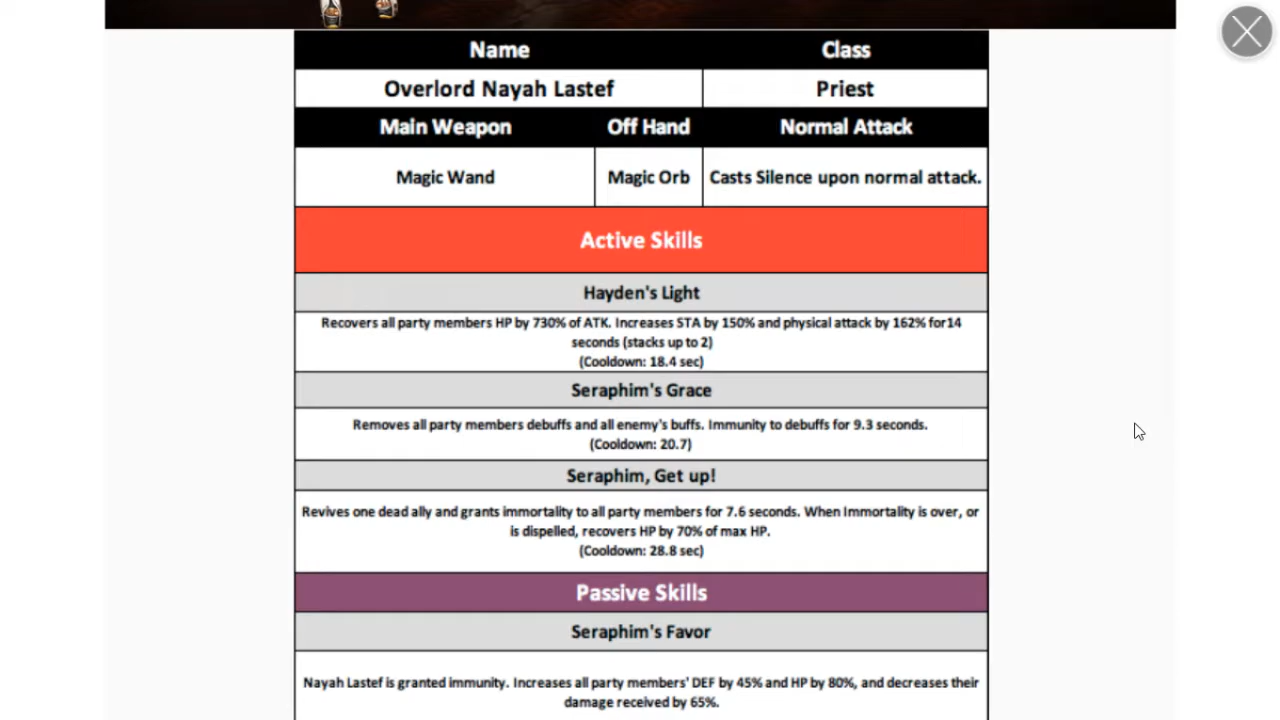 Name Class
Overlord Nayah Lastef Priest
Main Weapon Off Hand Normal Attack
Magic Wand Magic Orb Casts Silence upon normal attack.
Active Skills
Hayden's Light
Recovers all party members HP by 730% of ATK. Increases STA by 150% and physical attack by 162% for14
seconds (stacks up to 2)
(Cooldown: 18.4 sec)
Seraphim's Grace
Removes all party members debuffs and all enemy's buffs. Immunity to debuffs for 9.3 seconds.
(Cooldown: 20.7)
Seraphim, Get up!
Revives one dead ally and grants immortality to all party members for 7.6 seconds. When Immortality is over, or
is dispelled, recovers HP by 70% of max HP.
(Cooldown: 28.8 sec)
Passive Skills
Seraphim's Favor
Nayah Lastef is granted immunity. Increases all party members' DEF by 45% and HP by 80%, and decreases their
damage received by 65%.